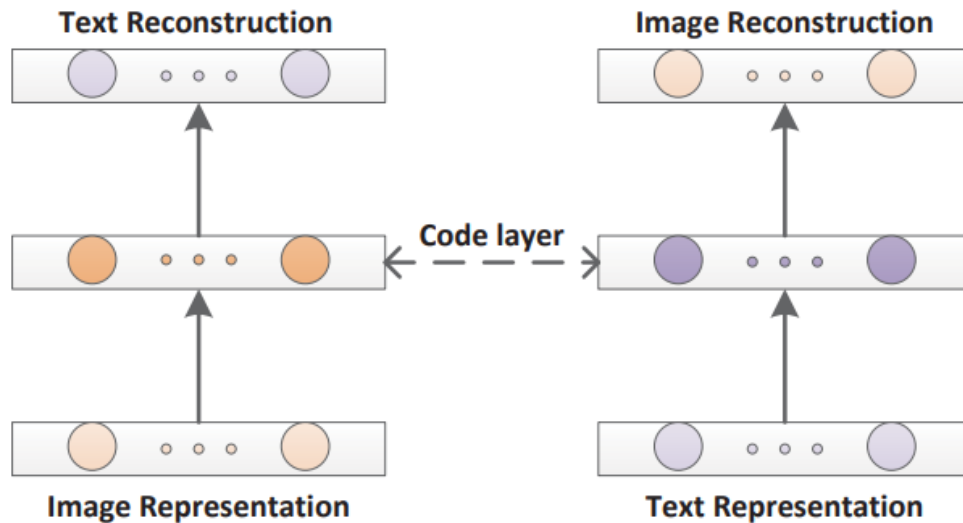 Text Reconstruction
Image Reconstruction
Code layer
Image Representation
Text Representation